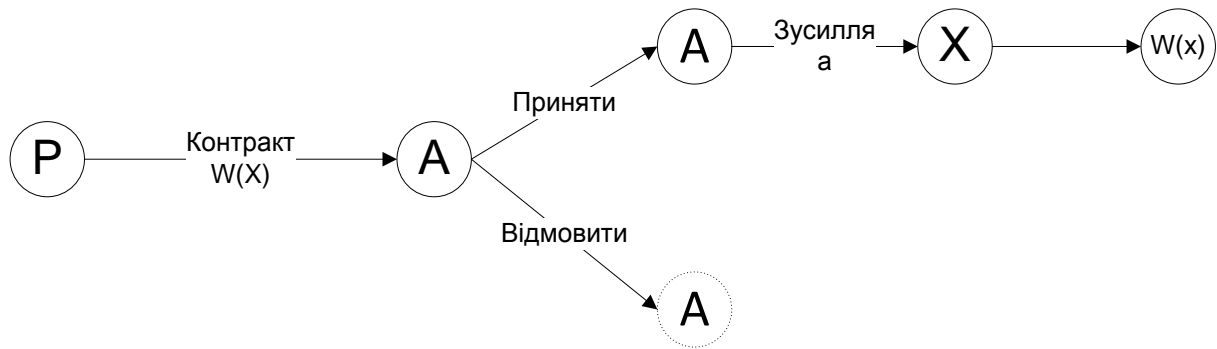 A
Зусилля
а
X
W(x)
Приняти
P
Контракт
W(X)
A
Відмовити
A